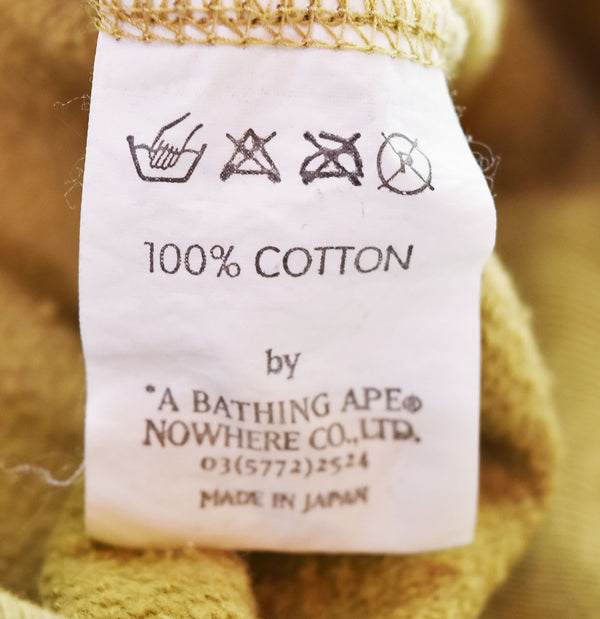 100% COTTON
by
"A BATHING APE®
NOWHERE CO.,LTD.
03(5772)2524
MADE IN JAPAN